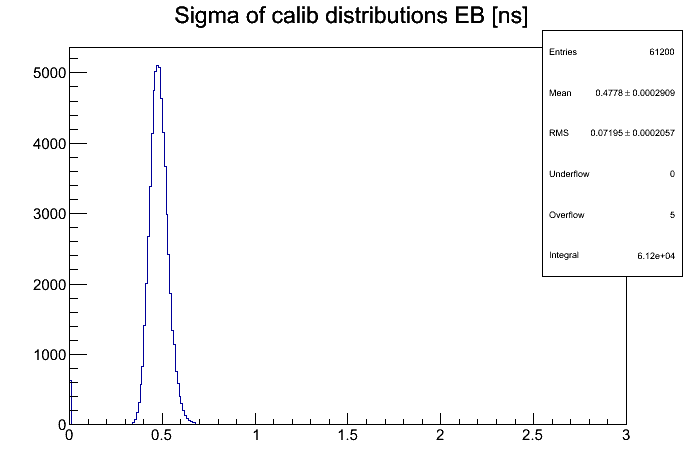 Sigma of calib distributions EB [ns]
Entries 61200
Mean 0.4778 ± 0.0002909
RMS 0.07195 ± 0.0002057
Underflow 0
Overflow 5
Integral 6.12e+04
5000
4000
3000
2000
1000
0
0 0.5 1 1.5 2 2.5 3